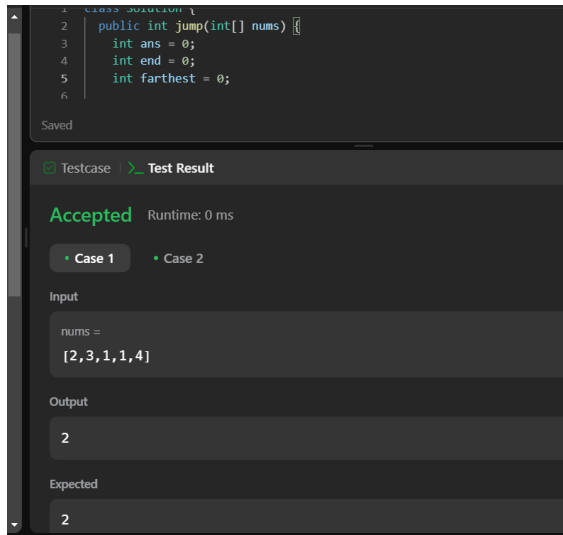 1 class Solution {
2 public int jump(int[] nums) {
3 int ans = 0;
4 int end = 0;
5 int farthest = 0;
6
Saved
Testcase >_ Test Result
Accepted Runtime: 0 ms
• Case 1 • Case 2
Input
nums =
[2,3,1,1,4]
Output
2
Expected
2